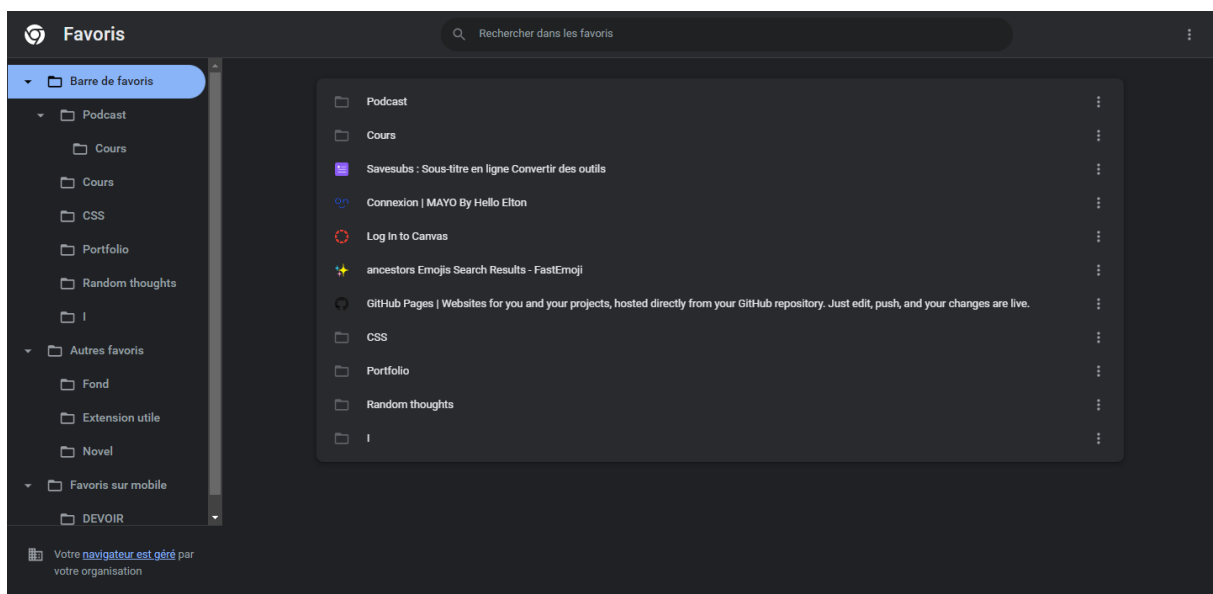 Favoris
Rechercher dans les favoris
Barre de favoris
Podcast
Cours
Cours
CSS
Portfolio
Random thoughts
I
Autres favoris
Fond
Extension utile
Novel
Favoris sur mobile
DEVOIR
Votre navigateur est géré par
votre organisation
Podcast
Cours
Savesubs : Sous-titre en ligne Convertir des outils
Connexion | MAYO By Hello Elton
Log In to Canvas
ancestors Emojis Search Results - FastEmoji
GitHub Pages | Websites for you and your projects, hosted directly from your GitHub repository. Just edit, push, and your changes are live.
CSS
Portfolio
Random thoughts
I